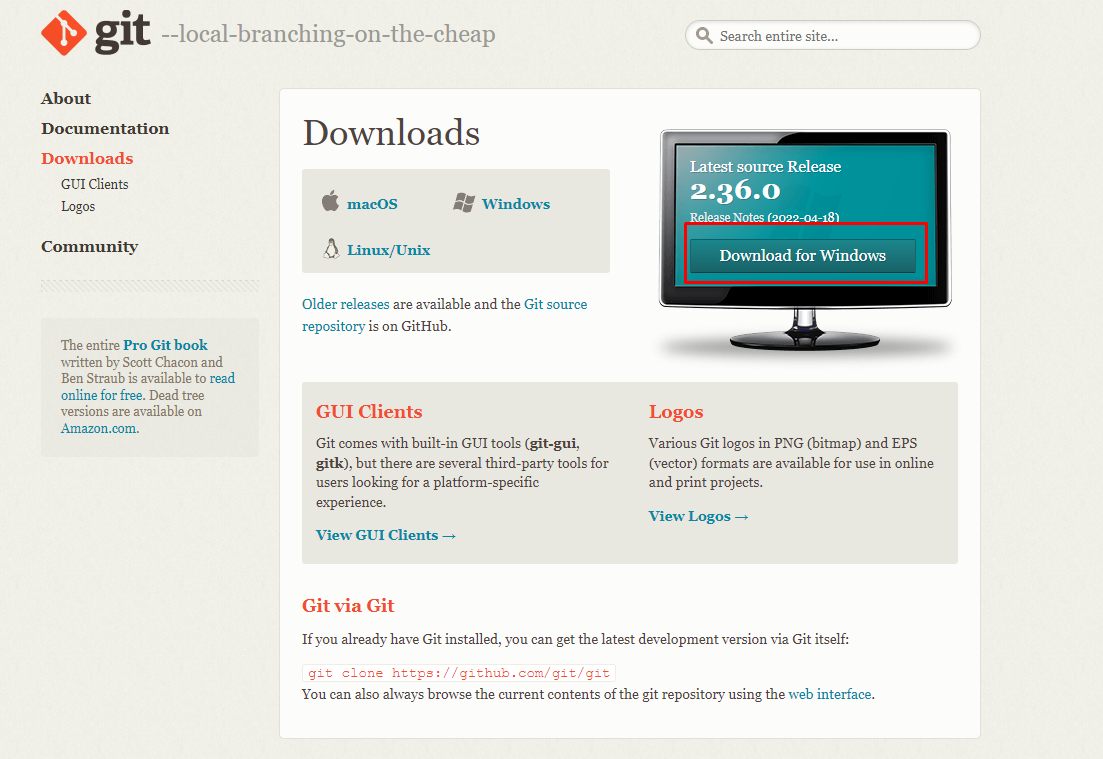 git --local-branching-on-the-cheap
Search entire site...
About
Documentation
Downloads
GUI Clients
Logos
Community
The entire Pro Git book
written by Scott Chacon and
Ben Straub is available to read
online for free. Dead tree
versions are available on
Amazon.com.
Downloads
macOS
Windows
Linux/Unix
Older releases are available and the Git source
repository is on GitHub.
Latest source Release
2.36.0
Release Notes (2022-04-18)
Download for Windows
GUI Clients
Git comes with built-in GUI tools (git-gui,
gitk), but there are several third-party tools for
users looking for a platform-specific
experience.
View GUI Clients →
Logos
Various Git logos in PNG (bitmap) and EPS
(vector) formats are available for use in online
and print projects.
View Logos →
Git via Git
If you already have Git installed, you can get the latest development version via Git itself:
git clone https://github.com/git/git
You can also always browse the current contents of the git repository using the web interface.